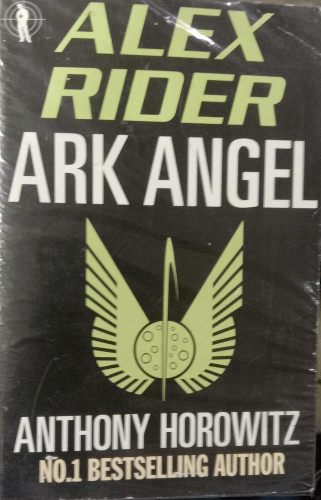 ALEX
RIDER
ARK ANGEL
ANTHONY HOROWITZ
NO.1 BESTSELLING AUTHOR